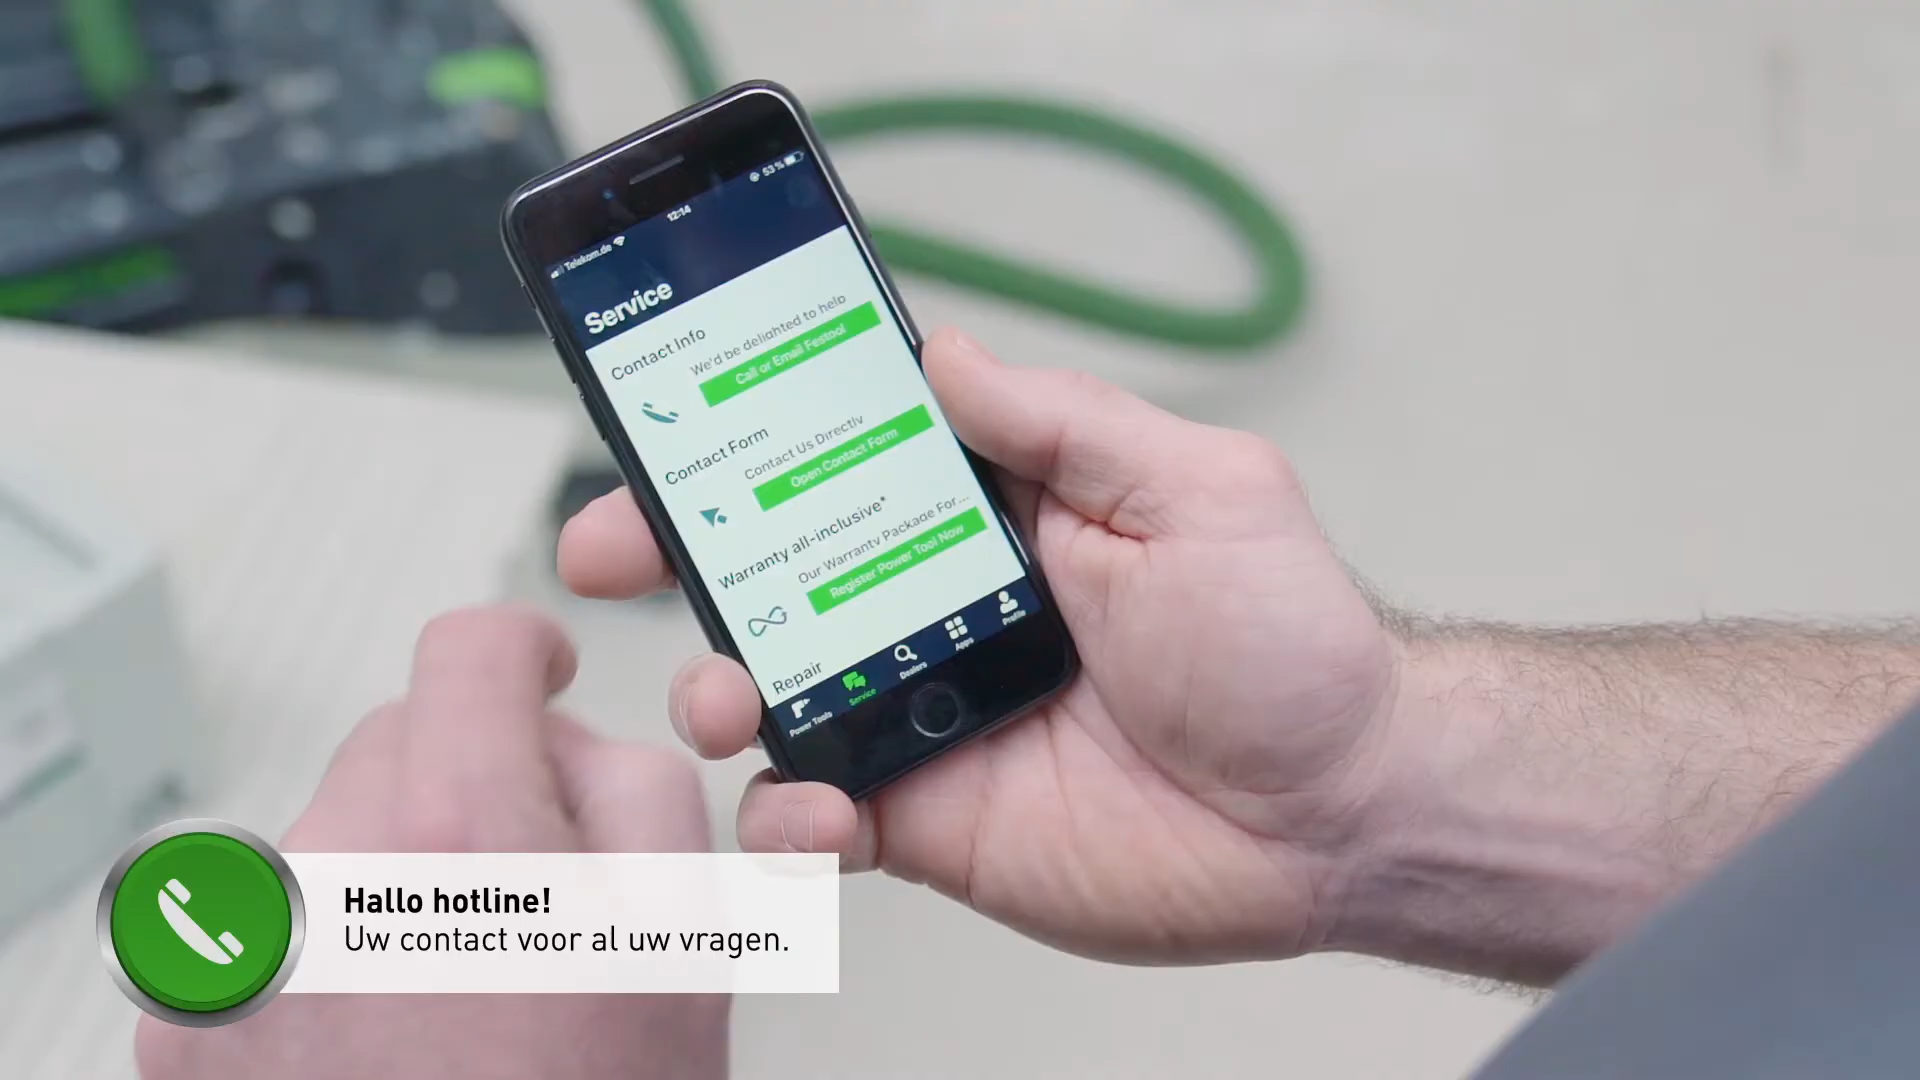 Telekom.de
12:14
53 %
Service
Contact Info
We'd be delighted to help
Call or Email Festool
Contact Form
Contact Us Directly
Open Contact Form
Warranty all-inclusive*
Our Warranty Package For...
Register Power Tool Now
Repair
Power Tools
Service
Dealers
Apps
Profile
Hallo hotline!
Uw contact voor al uw vragen.